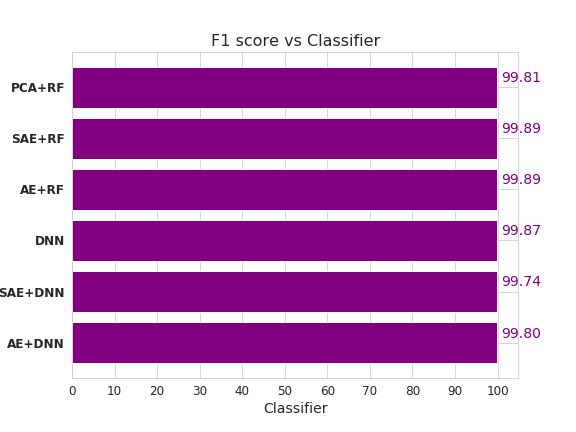 F1 score vs Classifier
PCA+RF 99.81
SAE+RF 99.89
AE+RF 99.89
DNN 99.87
SAE+DNN 99.74
AE+DNN 99.80
0 10 20 30 40 50 60 70 80 90 100
Classifier